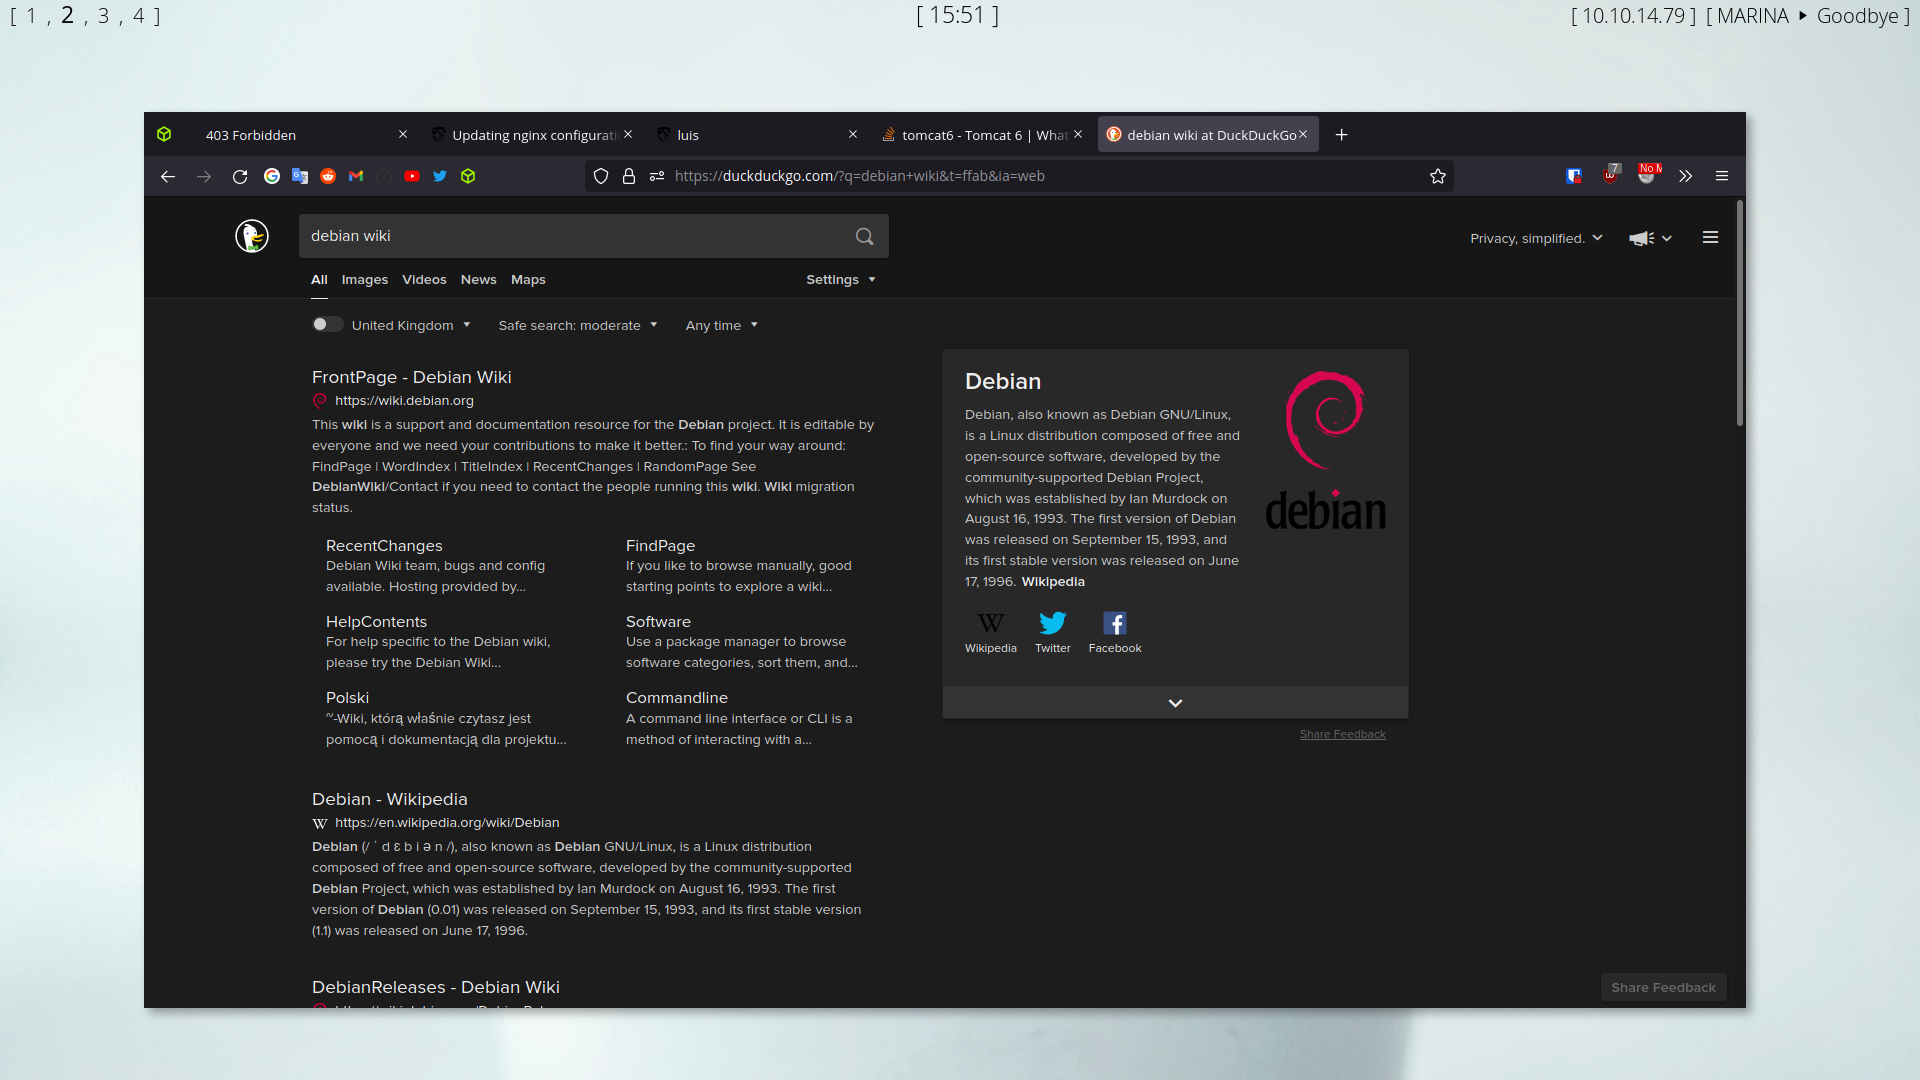 [ 1 , 2 , 3 , 4 ]
[ 15:51 ]
[ 10.10.14.79 ] [ MARINA ▸ Goodbye ]
403 Forbidden
Updating nginx configurati
luis
tomcat6 - Tomcat 6 | What
debian wiki at DuckDuckGo
https://duckduckgo.com/?q=debian+wiki&t=ffab&ia=web
7
No
debian wiki
Privacy, simplified.
All Images Videos News Maps
Settings
United Kingdom
Safe search: moderate
Any time
FrontPage - Debian Wiki
https://wiki.debian.org
This wiki is a support and documentation resource for the Debian project. It is editable by
everyone and we need your contributions to make it better.: To find your way around:
FindPage | WordIndex | TitleIndex | RecentChanges | RandomPage See
DebianWiki/Contact if you need to contact the people running this wiki. Wiki migration
status.
RecentChanges
Debian Wiki team, bugs and config
available. Hosting provided by...
FindPage
If you like to browse manually, good
starting points to explore a wiki...
HelpContents
For help specific to the Debian wiki,
please try the Debian Wiki...
Software
Use a package manager to browse
software categories, sort them, and...
Polski
~-Wiki, którą właśnie czytasz jest
pomocą i dokumentacją dla projektu...
Commandline
A command line interface or CLI is a
method of interacting with a...
Debian - Wikipedia
https://en.wikipedia.org/wiki/Debian
Debian (/ ˈ d ɛ b i ə n /), also known as Debian GNU/Linux, is a Linux distribution
composed of free and open-source software, developed by the community-supported
Debian Project, which was established by Ian Murdock on August 16, 1993. The first
version of Debian (0.01) was released on September 15, 1993, and its first stable version
(1.1) was released on June 17, 1996.
DebianReleases - Debian Wiki
Debian
Debian, also known as Debian GNU/Linux,
is a Linux distribution composed of free and
open-source software, developed by the
community-supported Debian Project,
which was established by Ian Murdock on
August 16, 1993. The first version of Debian
was released on September 15, 1993, and
its first stable version was released on June
17, 1996. Wikipedia
debian
Wikipedia
Twitter
Facebook
Share Feedback
Share Feedback